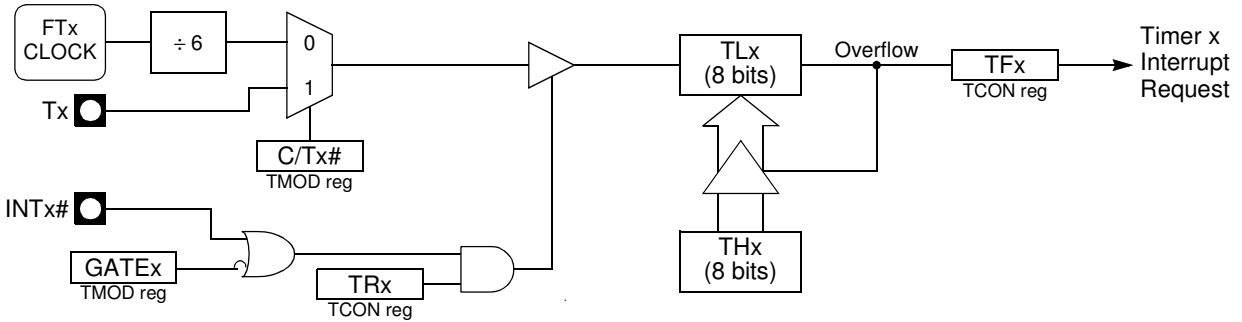 FTx
CLOCK
÷ 6
0
1
Tx
C/Tx#
TMOD reg
INTx#
GATEx
TMOD reg
TRx
TCON reg
TLx
(8 bits)
THx
(8 bits)
Overflow
TFx
TCON reg
Timer x
Interrupt
Request